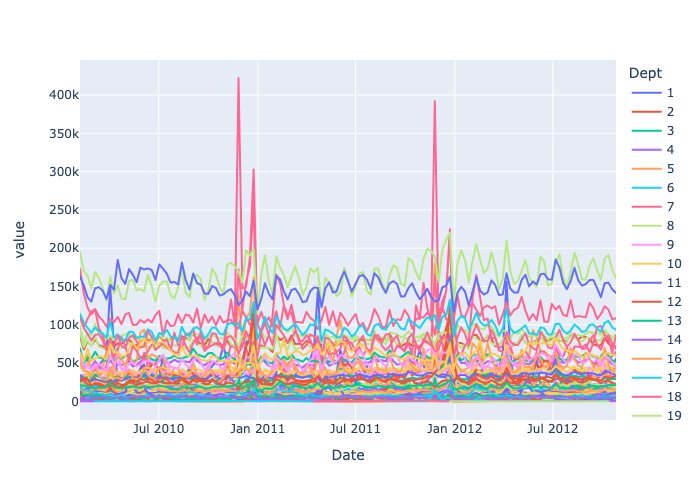 Dept
400k
350k
300k
250k
200k
150k
100k
50k
0
value
Jul 2010
Jan 2011
Jul 2011
Jan 2012
Jul 2012
Date
1
2
3
4
5
6
7
8
9
10
11
12
13
14
16
17
18
19